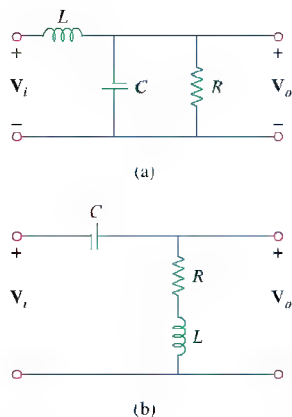 L
+ +
V_i C R V_o
− −
(a)
C
+ +
R
V_i V_o
L
− 
(b)